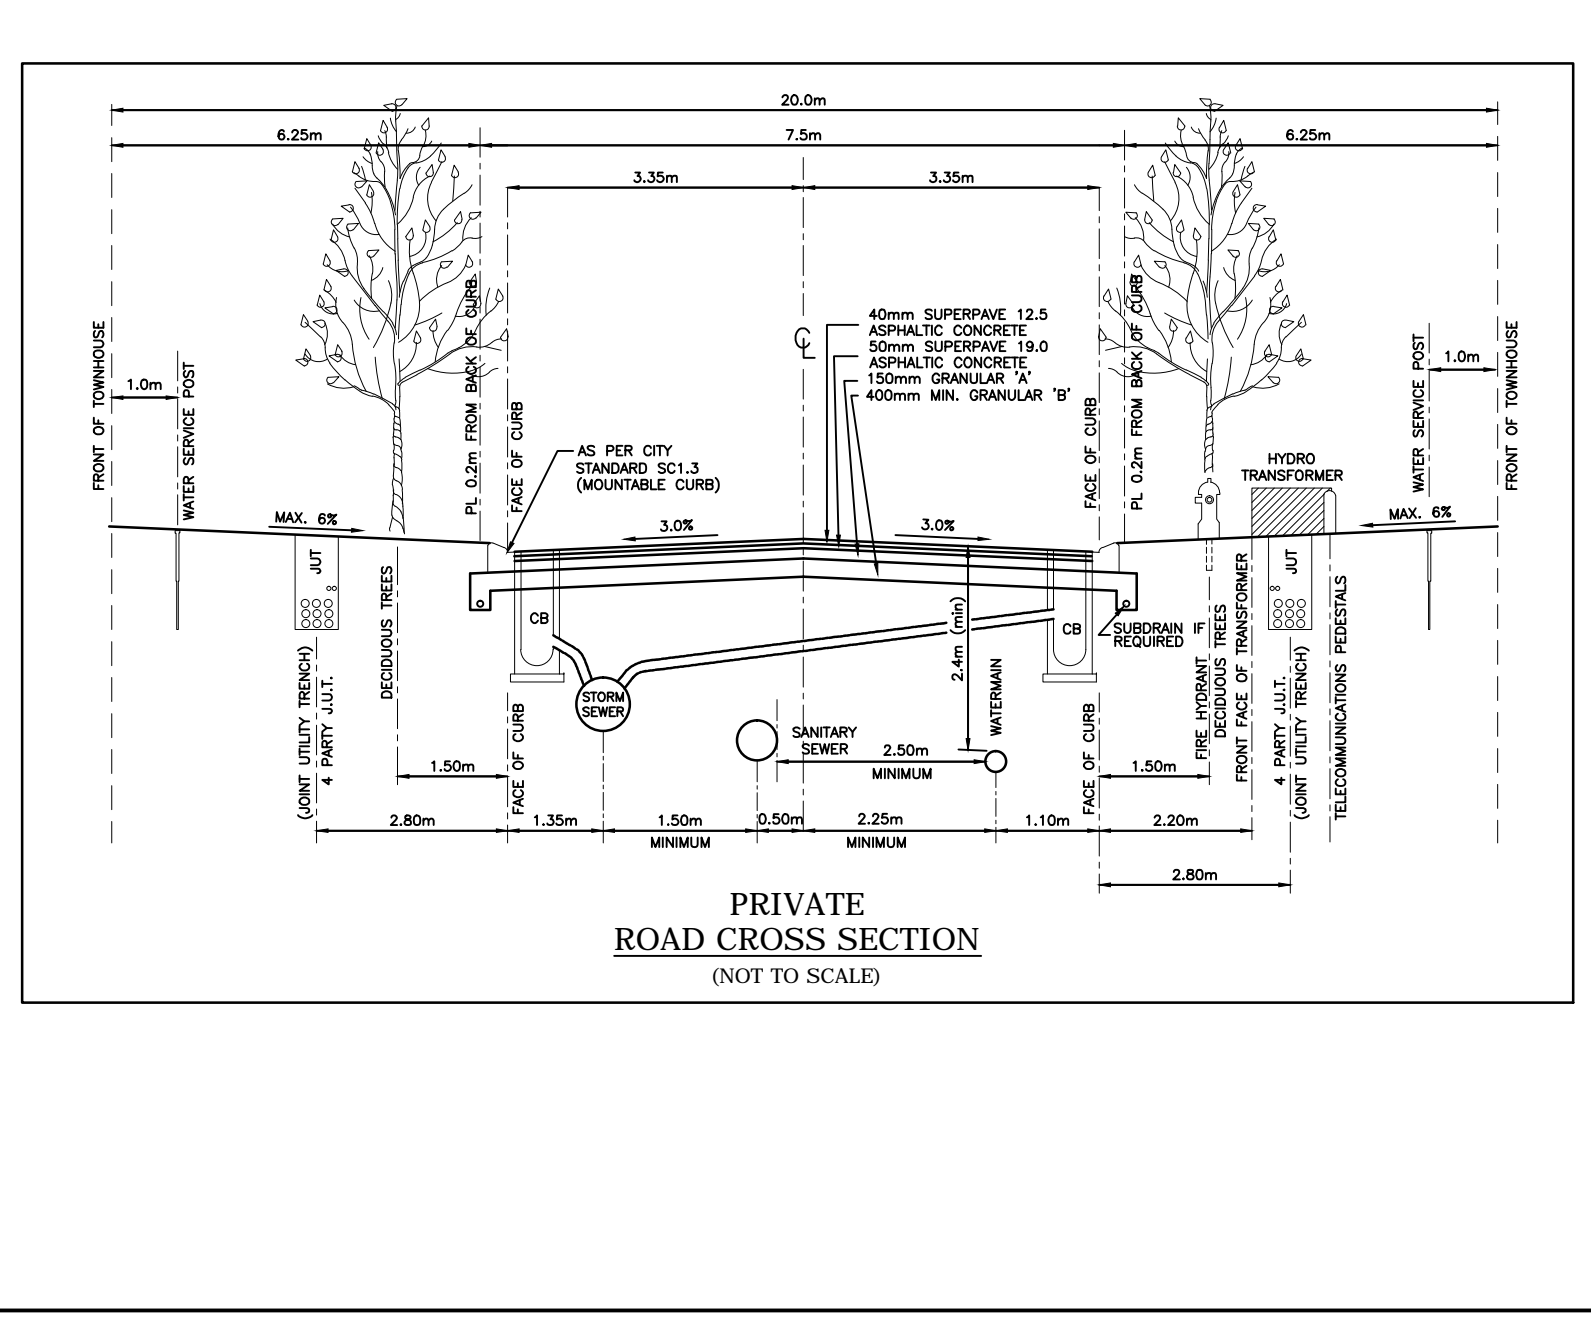 20.0m
6.25m
7.5m
6.25m
3.35m
3.35m
40mm SUPERPAVE 12.5
ASPHALTIC CONCRETE
50mm SUPERPAVE 19.0
ASPHALTIC CONCRETE
150mm GRANULAR 'A'
400mm MIN. GRANULAR 'B'
℄
FRONT OF TOWNHOUSE
1.0m
WATER SERVICE POST
PL 0.2m FROM BACK OF CURB
FACE OF CURB
AS PER CITY
STANDARD SC1.3
(MOUNTABLE CURB)
FACE OF CURB
PL 0.2m FROM BACK OF CURB
HYDRO
TRANSFORMER
WATER SERVICE POST
1.0m
FRONT OF TOWNHOUSE
MAX. 6%
3.0%
3.0%
MAX. 6%
JUT
DECIDUOUS TREES
CB
2.4m (min)
CB
SUBDRAIN IF
REQUIRED
JUT
(JOINT UTILITY TRENCH)
4 PARTY J.U.T.
STORM
SEWER
FACE OF CURB
SANITARY
SEWER
WATERMAIN
2.50m
MINIMUM
FACE OF CURB
FIRE HYDRANT
DECIDUOUS TREES
FRONT FACE OF TRANSFORMER
4 PARTY J.U.T.
(JOINT UTILITY TRENCH)
TELECOMMUNICATIONS PEDESTALS
1.50m
1.50m
2.80m
1.35m
1.50m
MINIMUM
0.50m
2.25m
MINIMUM
1.10m
2.20m
2.80m
PRIVATE
ROAD CROSS SECTION
(NOT TO SCALE)